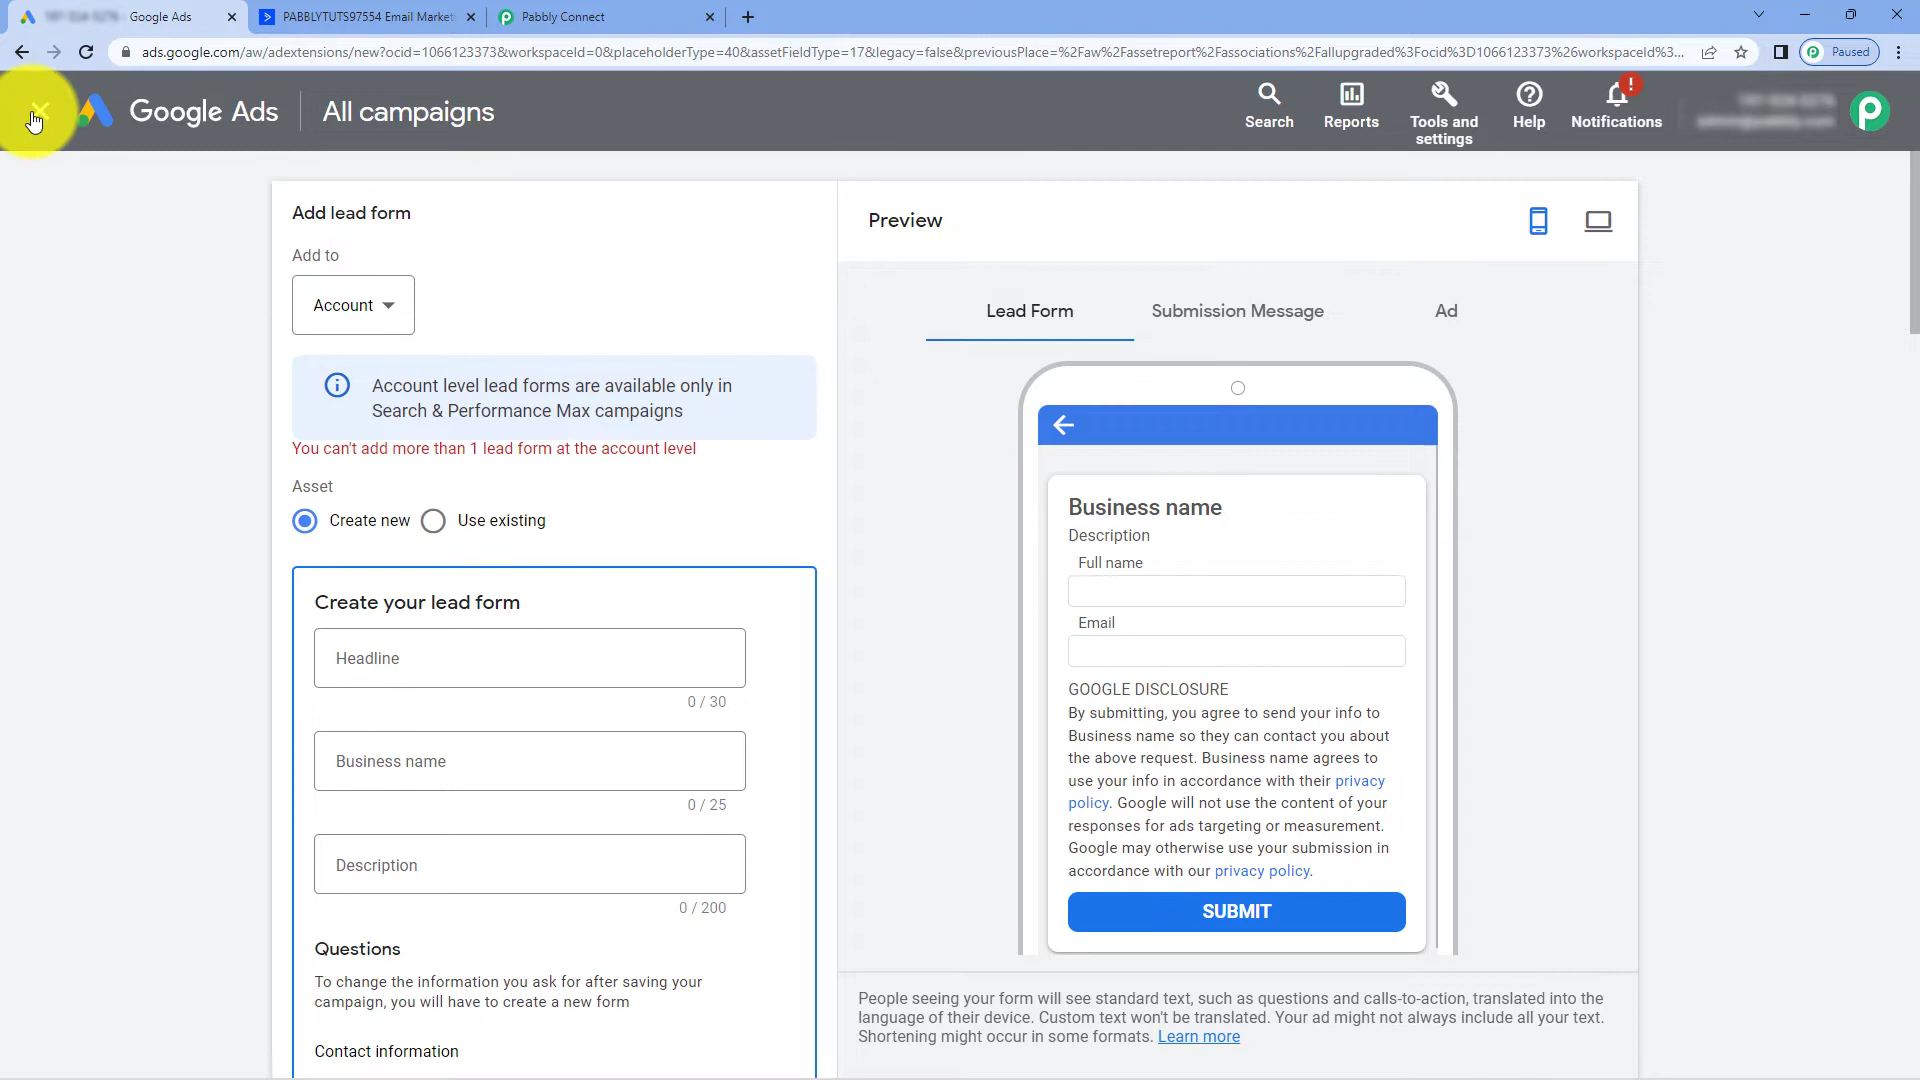 Google Ads
PABBLYTUTS97554 Email Market
Pabbly Connect
ads.google.com/aw/adextensions/new?ocid=1066123373&workspaceId=0&placeholderType=40&assetFieldType=17&legacy=false&previousPlace=%2Faw%2Fassetreport%2Fassociations%2Fallupgraded%3Focid%3D1066123373%26workspaceId%3...
Paused
Google Ads
All campaigns
Search
Reports
Tools and
settings
Help
Notifications
Add lead form
Add to
Account
Account level lead forms are available only in
Search & Performance Max campaigns
You can't add more than 1 lead form at the account level
Asset
Create new
Use existing
Create your lead form
Headline
0 / 30
Business name
0 / 25
Description
0 / 200
Questions
To change the information you ask for after saving your
campaign, you will have to create a new form
Contact information
Preview
Lead Form
Submission Message
Ad
Business name
Description
Full name
Email
GOOGLE DISCLOSURE
By submitting, you agree to send your info to
Business name so they can contact you about
the above request. Business name agrees to
use your info in accordance with their privacy
policy. Google will not use the content of your
responses for ads targeting or measurement.
Google may otherwise use your submission in
accordance with our privacy policy.
SUBMIT
People seeing your form will see standard text, such as questions and calls-to-action, translated into the
language of their device. Custom text won't be translated. Your ad might not always include all your text.
Shortening might occur in some formats. Learn more